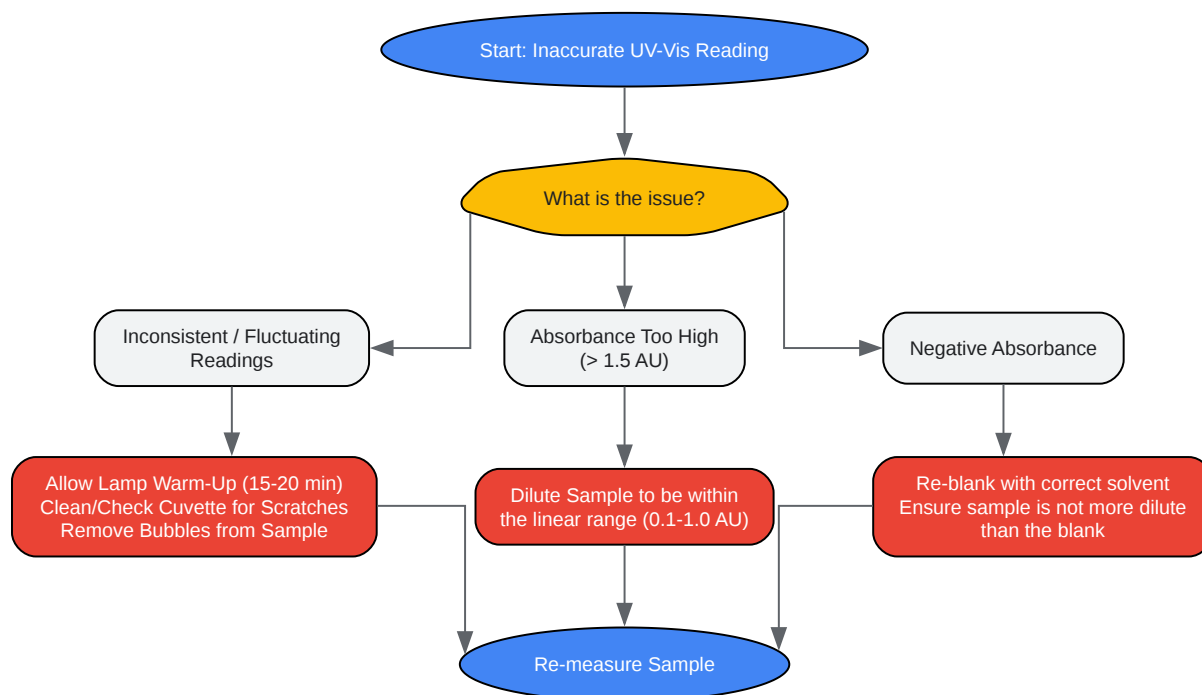 Start: Inaccurate UV-Vis Reading
What is the issue?
Inconsistent / Fluctuating
Readings
Absorbance Too High
(> 1.5 AU)
Negative Absorbance
Allow Lamp Warm-Up (15-20 min)
Clean/Check Cuvette for Scratches
Remove Bubbles from Sample
Dilute Sample to be within
the linear range (0.1-1.0 AU)
Re-blank with correct solvent
Ensure sample is not more dilute
than the blank
Re-measure Sample